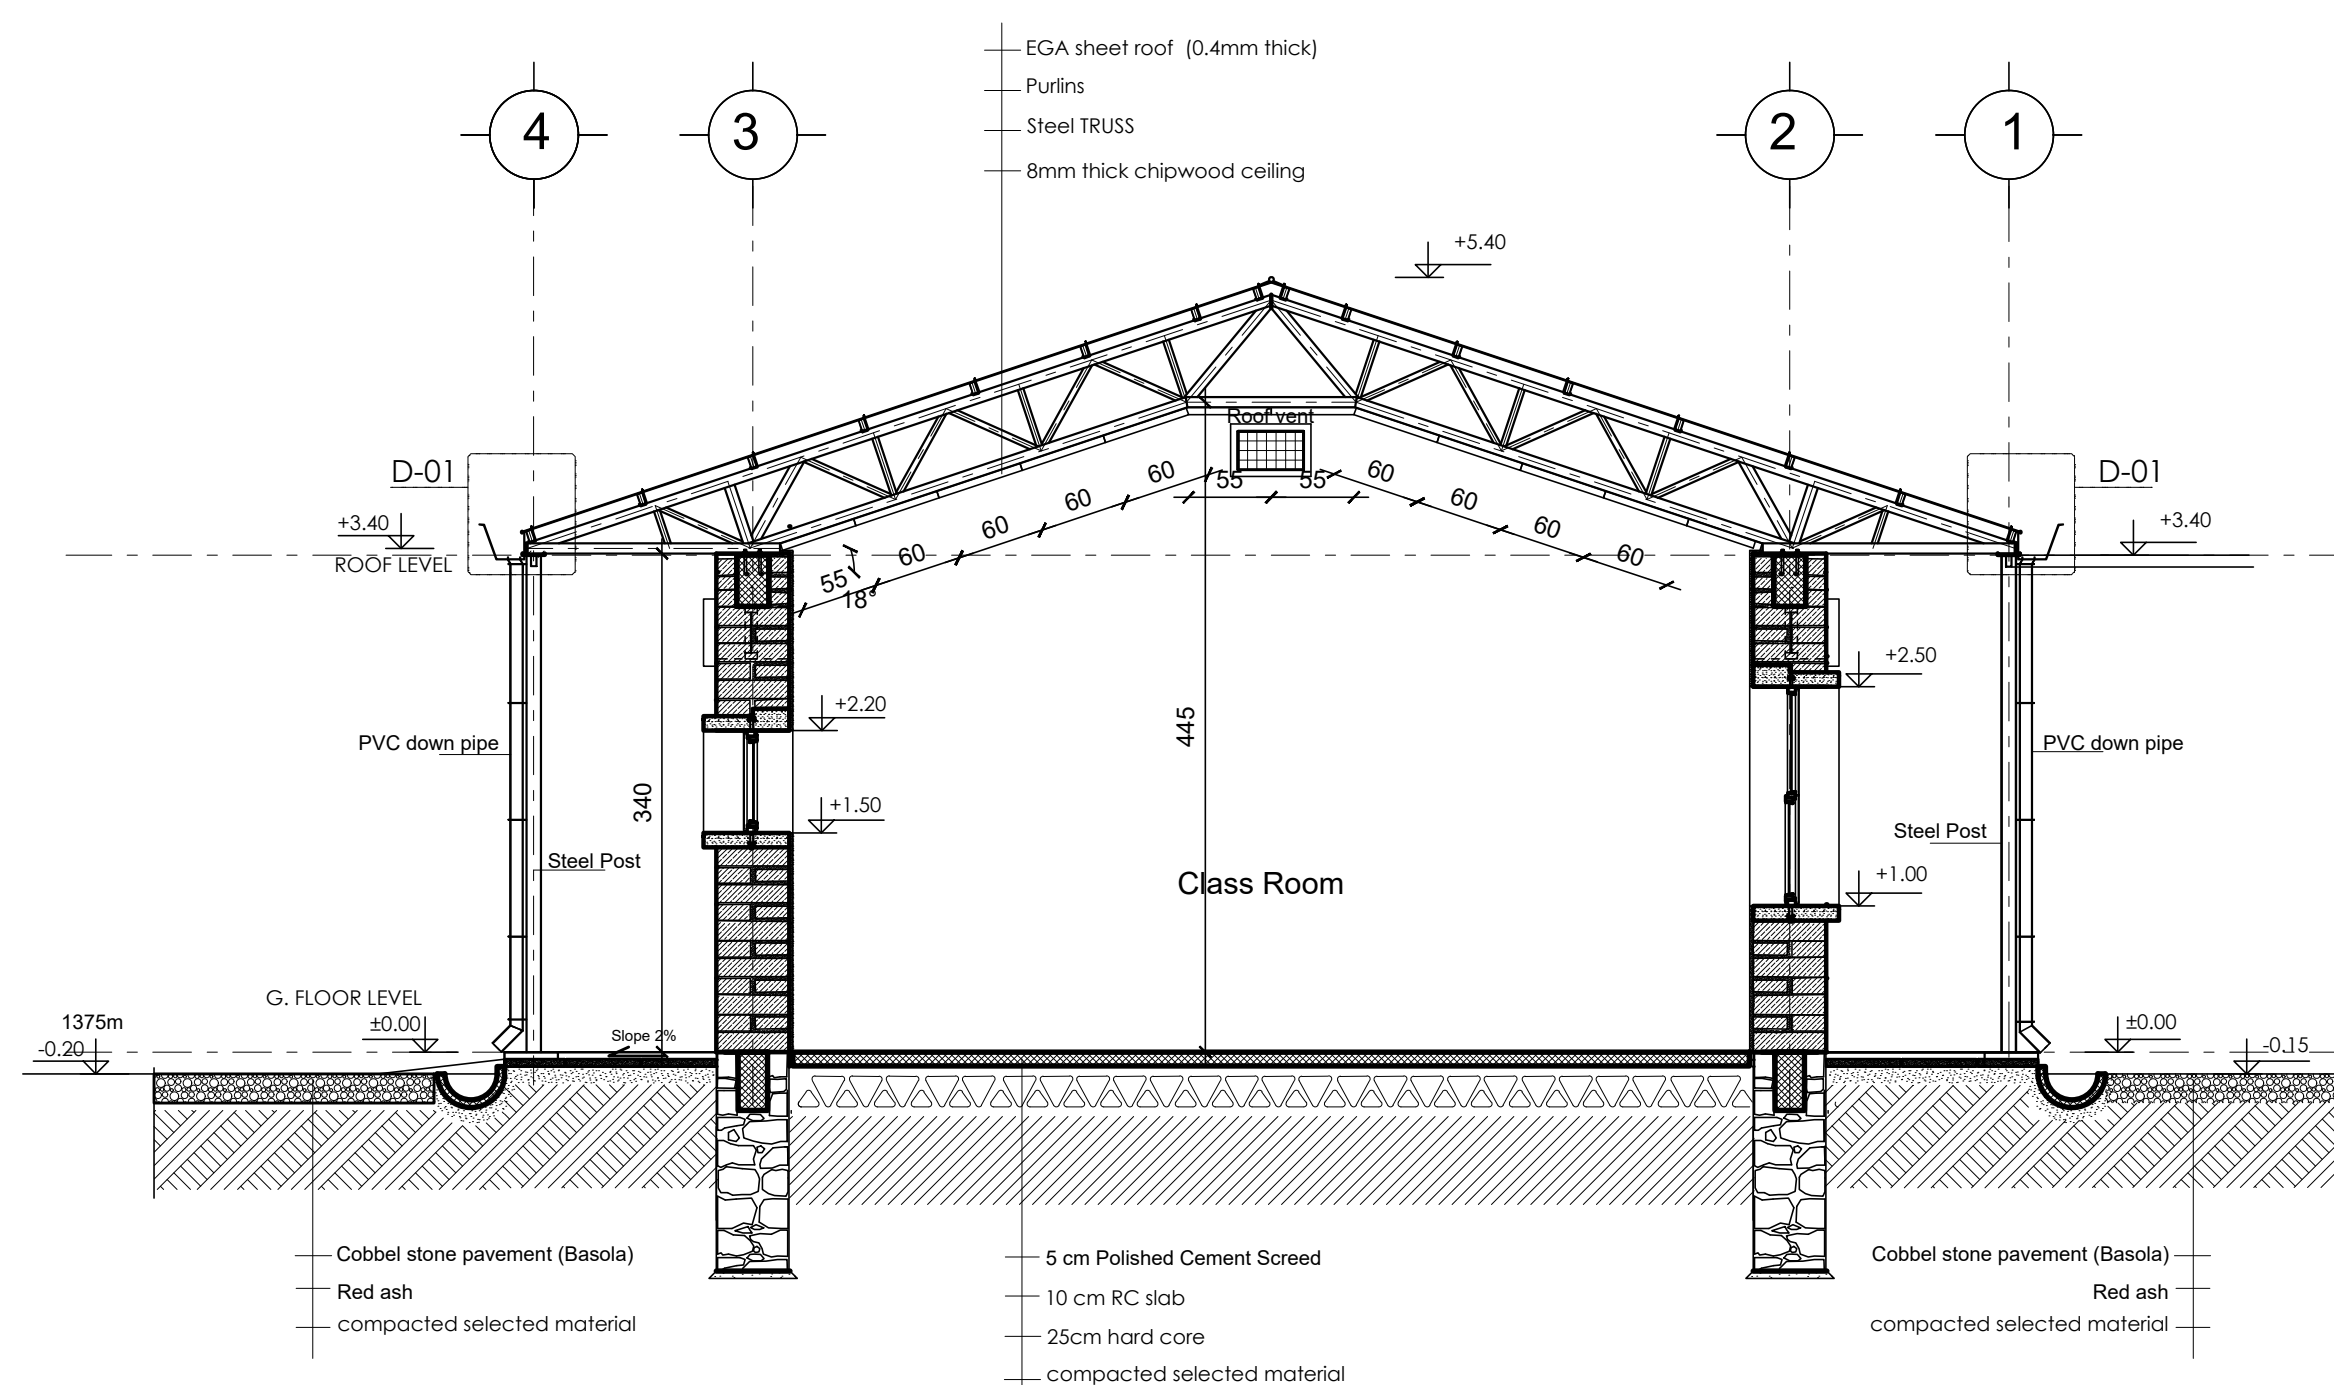 EGA sheet roof (0.4mm thick)
Purlins
Steel TRUSS
8mm thick chipwood ceiling
4
3
2
1
+5.40
Roof vent
D-01
D-01
+3.40
ROOF LEVEL
+3.40
55
55
60
60
60
60
55
18°
60
60
60
60
+2.50
+2.20
+1.50
+1.00
445
340
PVC down pipe
PVC down pipe
Steel Post
Steel Post
Class Room
G. FLOOR LEVEL
±0.00
1375m
-0.20
Slope 2%
±0.00
-0.15
Cobbel stone pavement (Basola)
Red ash
compacted selected material
5 cm Polished Cement Screed
10 cm RC slab
25cm hard core
compacted selected material
Cobbel stone pavement (Basola)
Red ash
compacted selected material